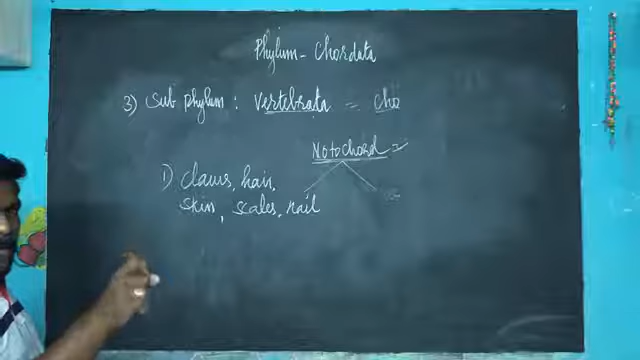 Phylum - Chordata
3) Sub phylum : Vertebrata = cho
Notochord =
1) claws, hair,
skin, scales, nail